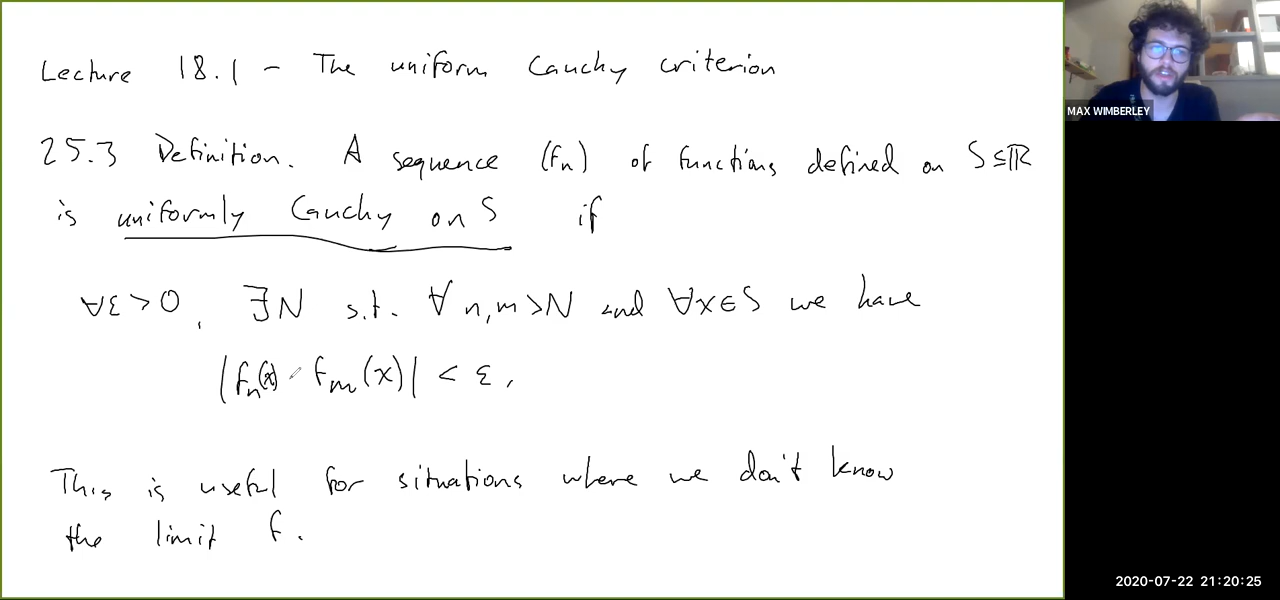 Lecture 18.1 - The uniform Cauchy criterion
25.3 Definition. A sequence (fn) of functions defined on S⊆ℝ
is uniformly Cauchy on S if
∀ε>0, ∃N s.t. ∀ n,m>N and ∀x∈S we have
|fn(x) - fm(x)| < ε.
This is useful for situations where we don't know
the limit f.
MAX WIMBERLEY
2020-07-22 21:20:25